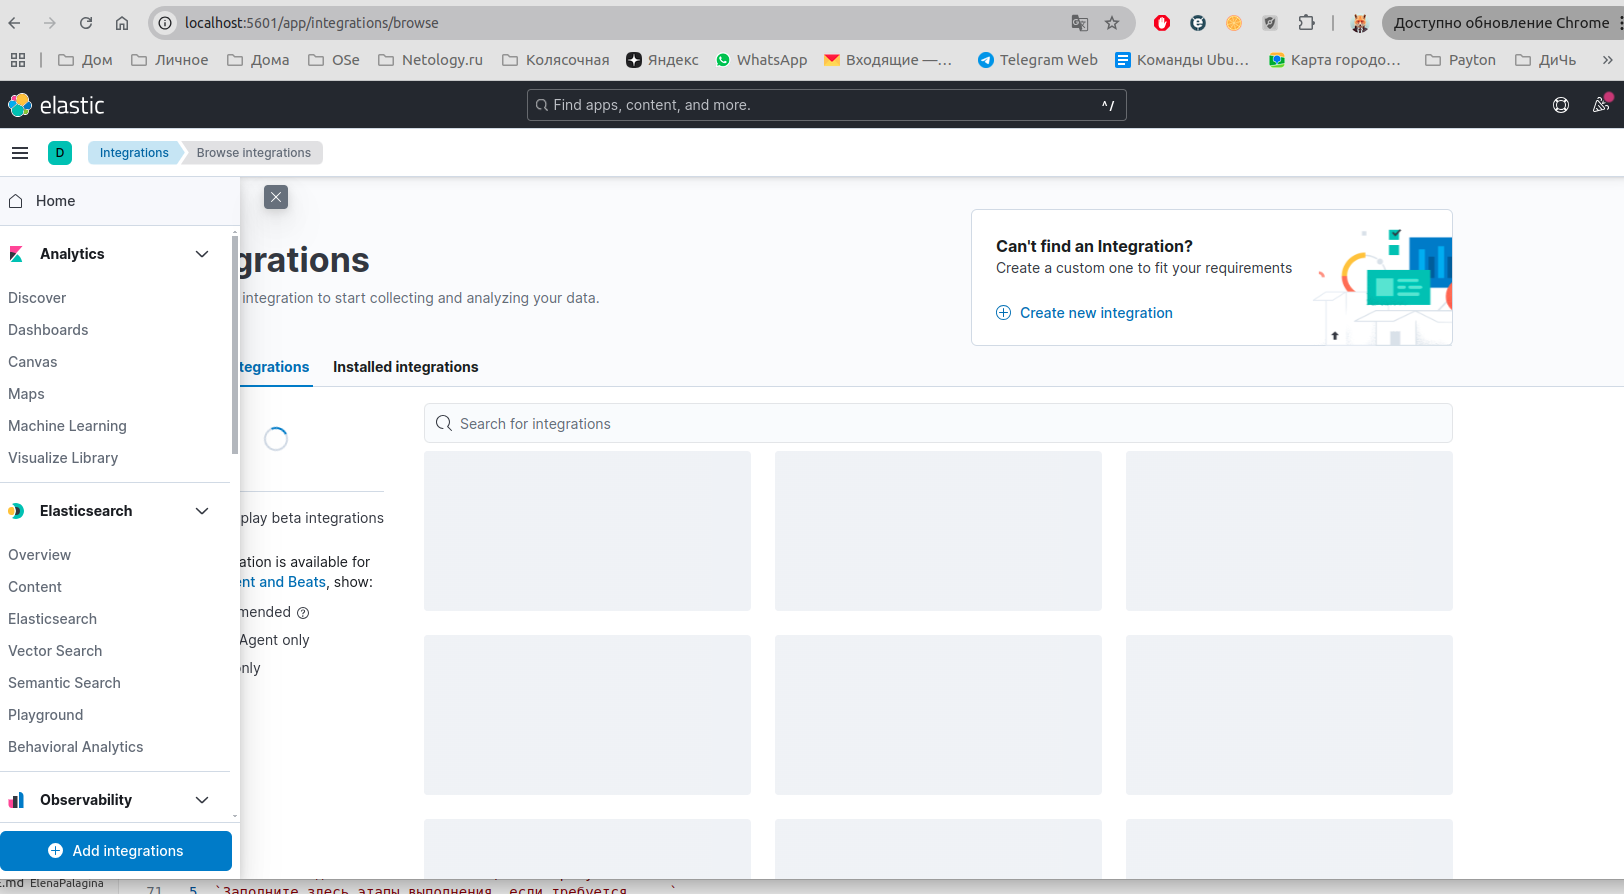 localhost:5601/app/integrations/browse
Доступно обновление Chrome
Дом
Личное
Дома
OSe
Netology.ru
Колясочная
Яндекс
WhatsApp
Входящие —...
Telegram Web
Команды Ubu...
Карта городо...
Payton
ДиЧь
»
elastic
Find apps, content, and more.
^/
D
Integrations
Browse integrations
Home
Analytics
Discover
Dashboards
Canvas
Maps
Machine Learning
Visualize Library
Elasticsearch
Overview
Content
Elasticsearch
Vector Search
Semantic Search
Playground
Behavioral Analytics
Observability
Add integrations
grations
integration to start collecting and analyzing your data.
Can't find an Integration?
Create a custom one to fit your requirements
Create new integration
tegrations
Installed integrations
Search for integrations
play beta integrations
ation is available for
ent and Beats, show:
mended
Agent only
only
.md ElenaPalagina
71 5. `Заполните здесь этапы выполнения, если требуется ....`